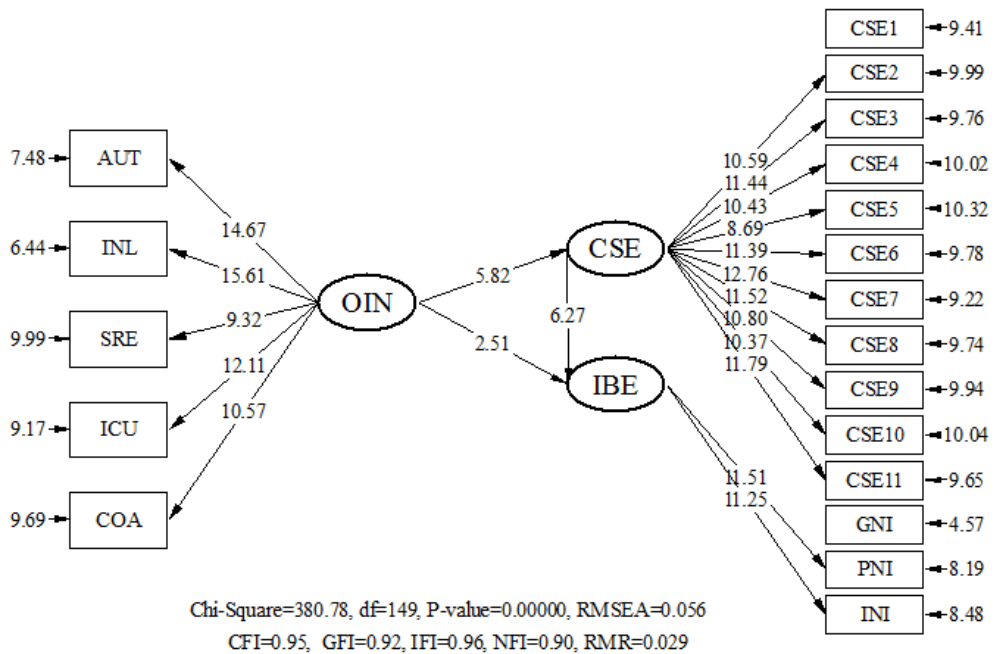 CSE1 9.41
CSE2 9.99
CSE3 9.76
CSE4 10.02
CSE5 10.32
CSE6 9.78
CSE7 9.22
CSE8 9.74
CSE9 9.94
CSE10 10.04
CSE11 9.65
GNI 4.57
PNI 8.19
INI 8.48
7.48 AUT
6.44 INL
9.99 SRE
9.17 ICU
9.69 COA
14.67
15.61
9.32
12.11
10.57
OIN
5.82
2.51
CSE
6.27
IBE
10.59
11.44
10.43
8.69
11.39
12.76
11.52
10.80
10.37
11.79
11.51
11.25
Chi-Square=380.78, df=149, P-value=0.00000, RMSEA=0.056
CFI=0.95, GFI=0.92, IFI=0.96, NFI=0.90, RMR=0.029